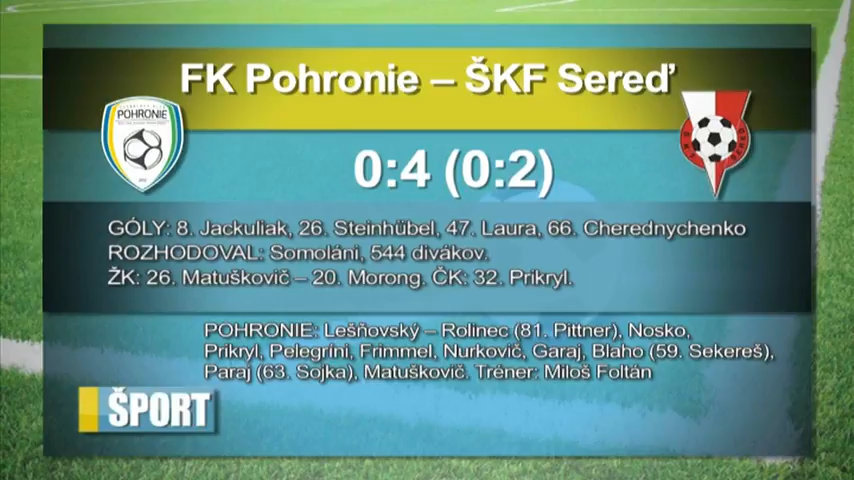 FK Pohronie – ŠKF Sereď
POHRONIE
0:4 (0:2)
GÓLY: 8. Jackuliak, 26. Steinhübel, 47. Laura, 66. Cherednychenko
ROZHODOVAL: Somoláni, 544 divákov.
ŽK: 26. Matuškovič – 20. Morong. ČK: 32. Prikryl.
POHRONIE: Lešňovský – Rolinec (81. Pittner), Nosko,
Prikryl, Pelegríni, Frimmel, Nurkovič, Garaj, Blaho (59. Sekereš),
Paraj (63. Sojka), Matuškovič. Tréner: Miloš Foltán
ŠPORT